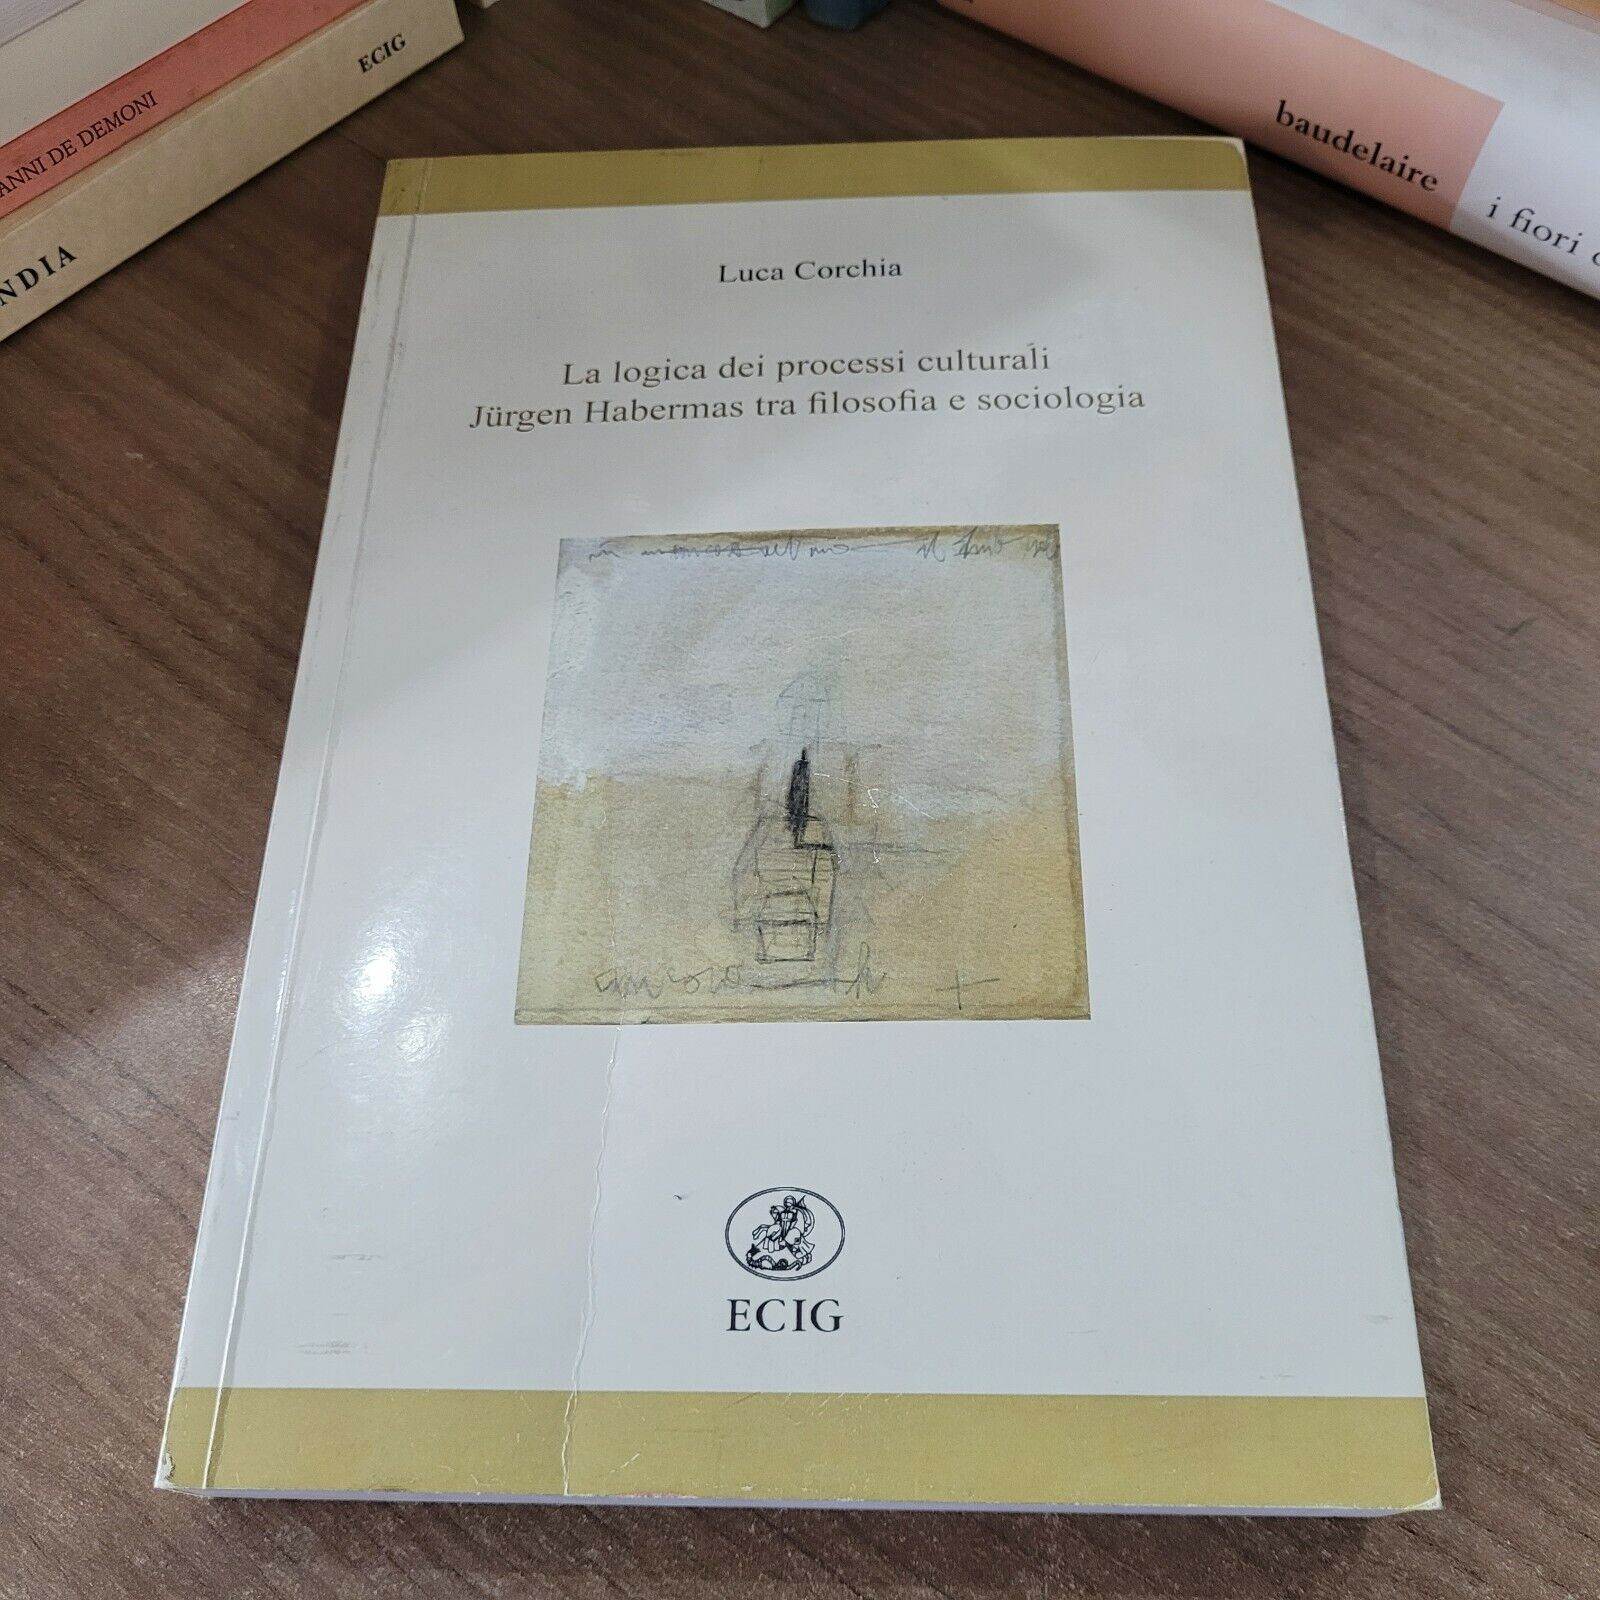 ECIG
ANNI DE DEMONI
NDIA
baudelaire
i fiori
Luca Corchia
La logica dei processi culturali
Jürgen Habermas tra filosofia e sociologia
ECIG